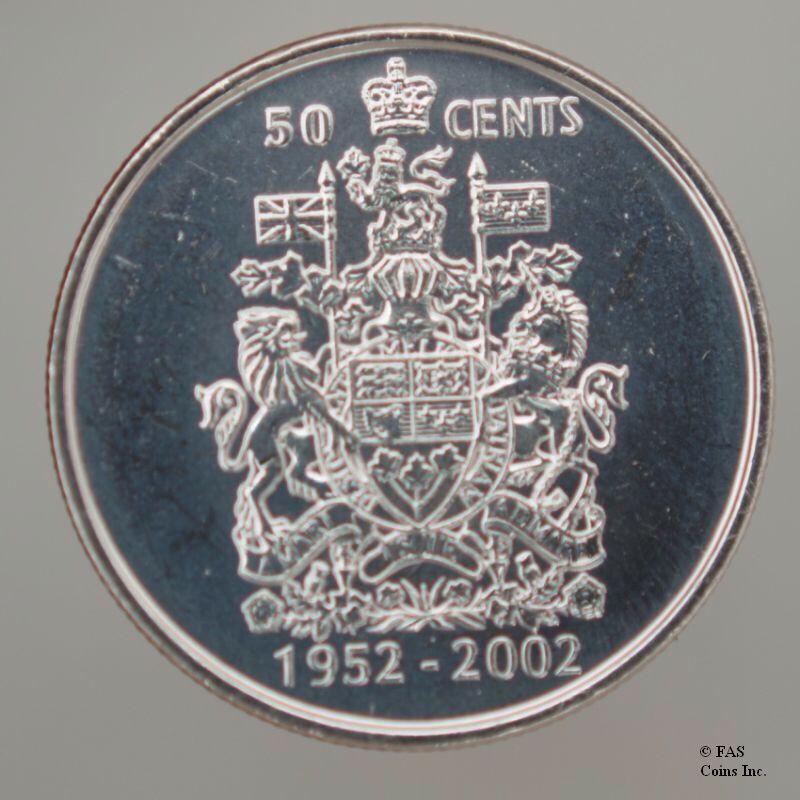 50 CENTS
1952 - 2002
© FAS
Coins Inc.